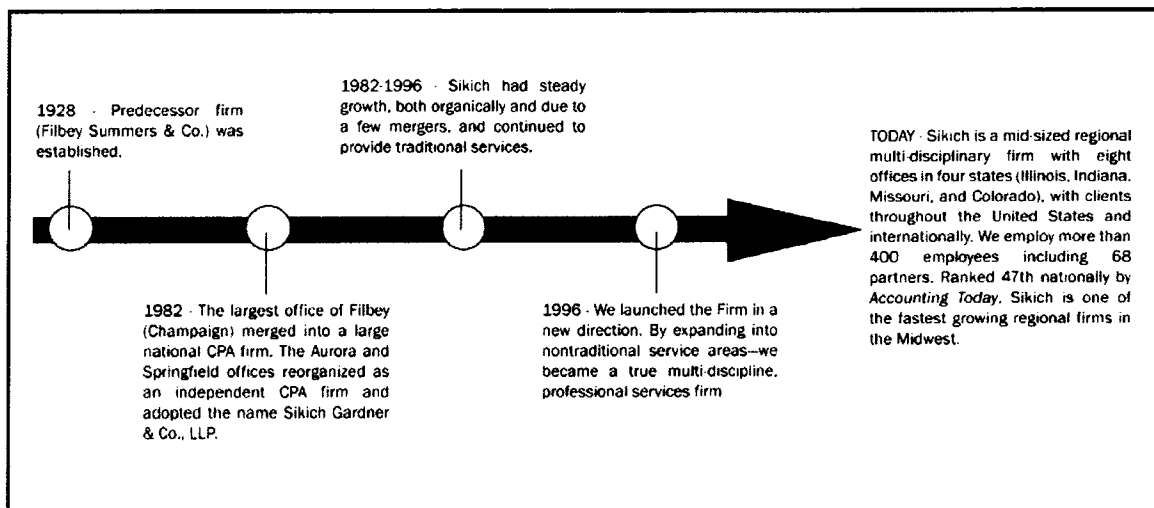 1928 - Predecessor firm
(Filbey Summers & Co.) was
established.
1982 - The largest office of Filbey
(Champaign) merged into a large
national CPA firm. The Aurora and
Springfield offices reorganized as
an independent CPA firm and
adopted the name Sikich Gardner
& Co., LLP.
1982-1996 - Sikich had steady
growth, both organically and due to
a few mergers, and continued to
provide traditional services.
1996 - We launched the Firm in a
new direction. By expanding into
nontraditional service areas--we
became a true multi-discipline,
professional services firm
TODAY - Sikich is a mid-sized regional
multi-disciplinary firm with eight
offices in four states (Illinois, Indiana,
Missouri, and Colorado), with clients
throughout the United States and
internationally. We employ more than
400 employees including 68
partners. Ranked 47th nationally by
Accounting Today, Sikich is one of
the fastest growing regional firms in
the Midwest.